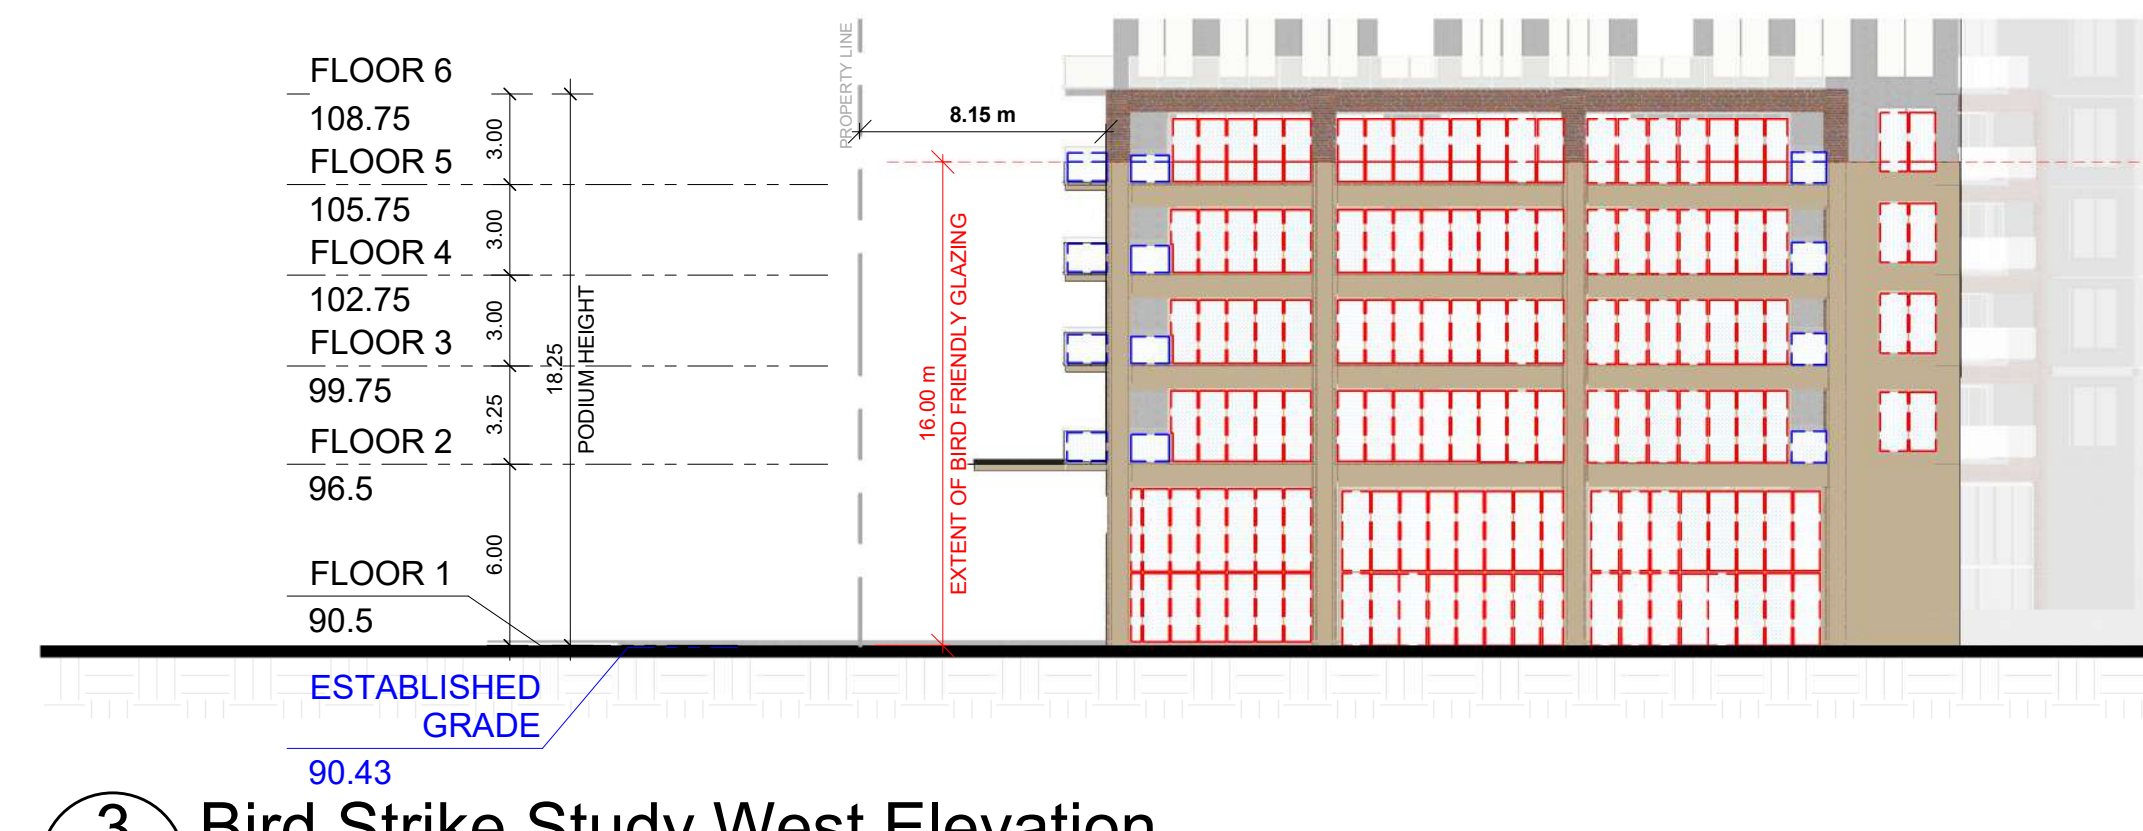 FLOOR 6
108.75
FLOOR 5
105.75
FLOOR 4
102.75
FLOOR 3
99.75
FLOOR 2
96.5
FLOOR 1
90.5
3.00
3.00
3.00
3.25
6.00
18.25
PODIUM HEIGHT
PROPERTY LINE
8.15 m
16.00 m
EXTENT OF BIRD FRIENDLY GLAZING
ESTABLISHED
GRADE
90.43
3
Bird Strike Study West Elevation